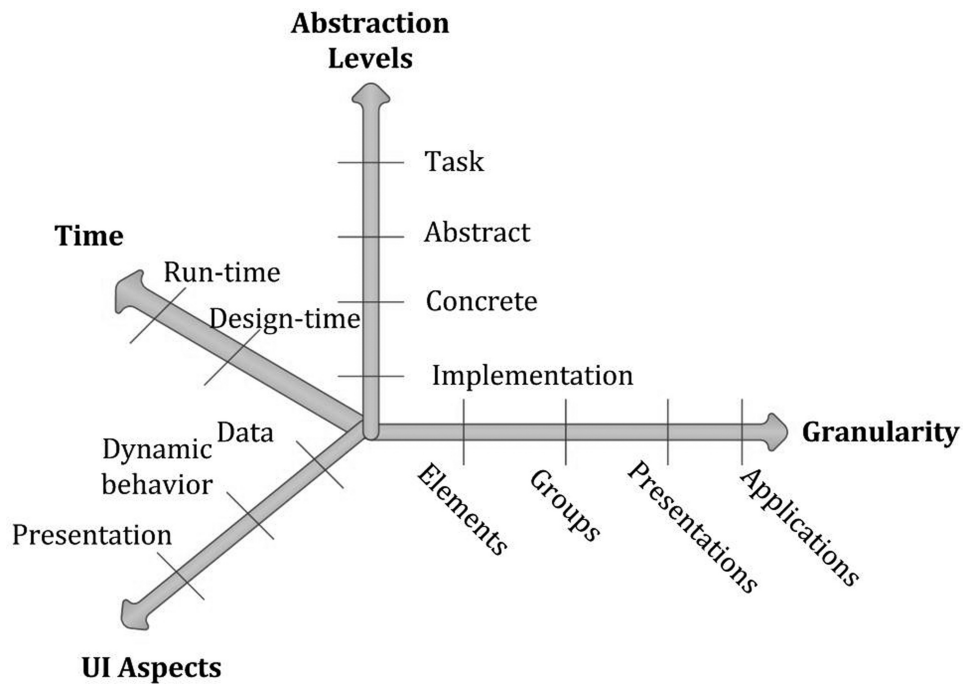 Abstraction
Levels
Task
Abstract
Concrete
Implementation
Time
Run-time
Design-time
Data
Dynamic
behavior
Presentation
UI Aspects
Granularity
Elements
Groups
Presentations
Applications